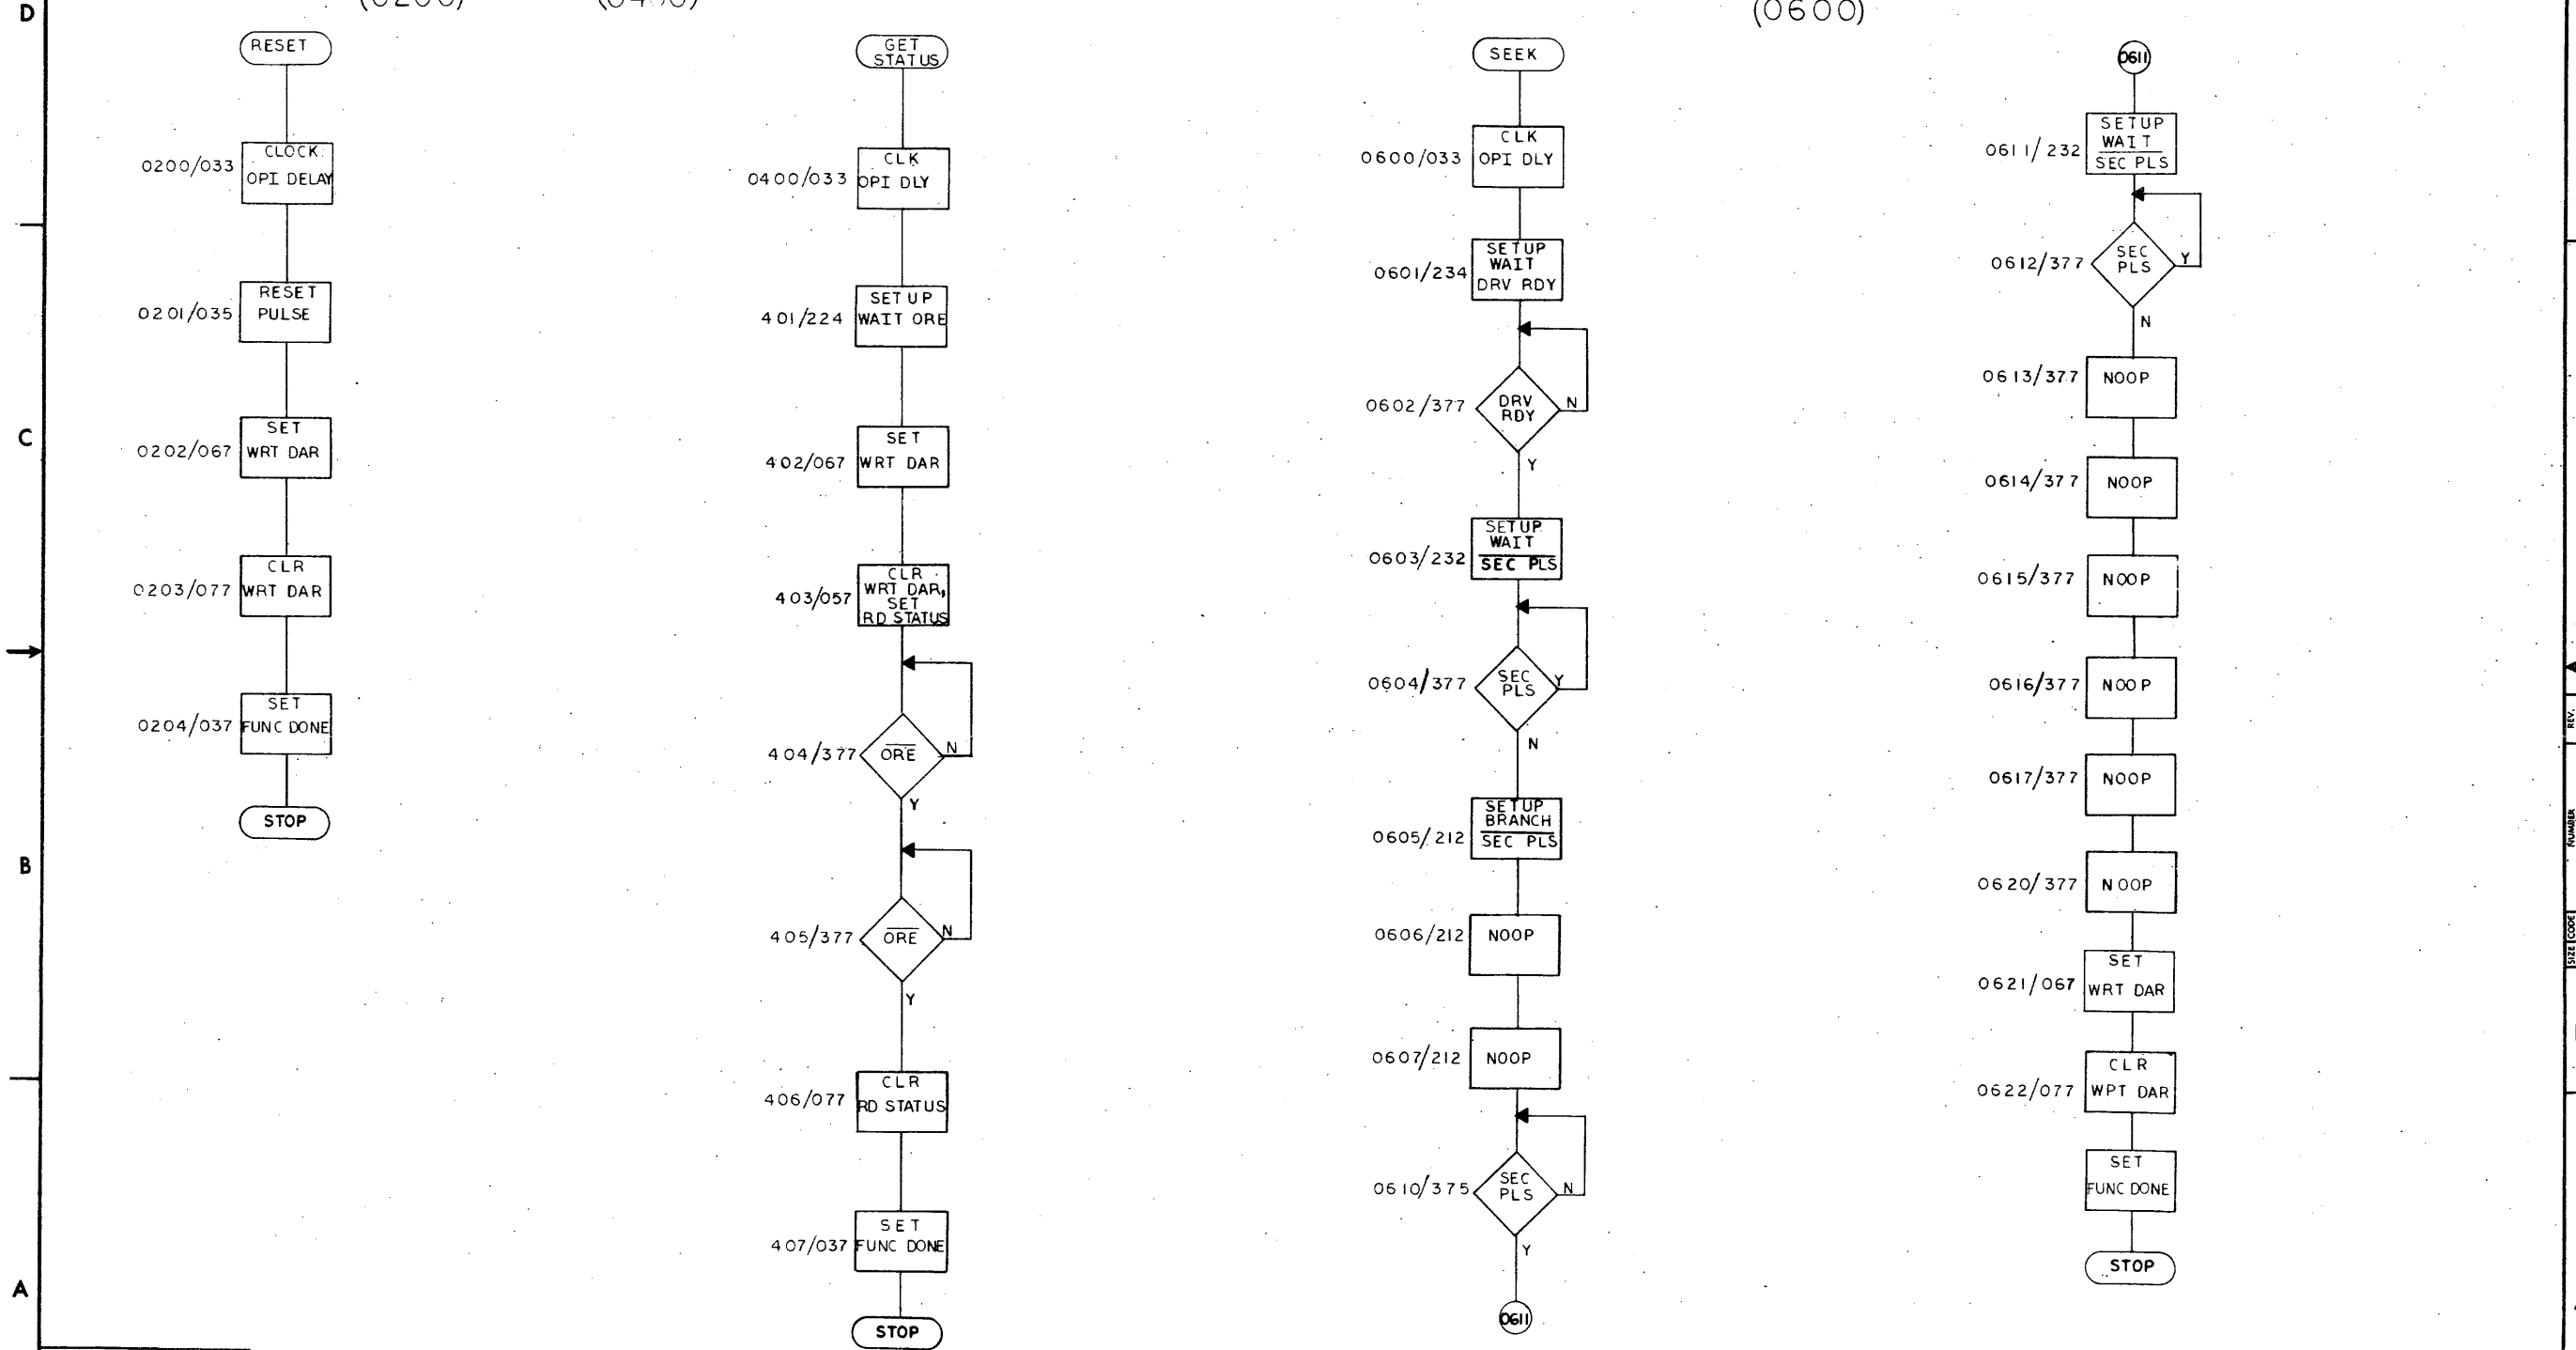 D
(0200)
(0400)
(0600)
RESET
0200/033
CLOCK
OPI DELAY
0201/035
RESET
PULSE
0202/067
SET
WRT DAR
0203/077
CLR
WRT DAR
0204/037
SET
FUNC DONE
STOP
GET
STATUS
0400/033
CLK
OPI DLY
401/224
SETUP
WAIT ORE
402/067
SET
WRT DAR
403/057
CLR
WRT DAR,
SET
RD STATUS
404/377
ORE
N
Y
405/377
ORE
N
Y
406/077
CLR
RD STATUS
407/037
SET
FUNC DONE
STOP
SEEK
0600/033
CLK
OPI DLY
0601/234
SETUP
WAIT
DRV RDY
0602/377
DRV
RDY
N
Y
0603/232
SETUP
WAIT
SEC PLS
0604/377
SEC
PLS
Y
N
0605/212
SETUP
BRANCH
SEC PLS
0606/212
NOOP
0607/212
NOOP
0610/375
SEC
PLS
N
Y
0611
0611
0611/232
SETUP
WAIT
SEC PLS
0612/377
SEC
PLS
Y
N
0613/377
NOOP
0614/377
NOOP
0615/377
NOOP
0616/377
NOOP
0617/377
NOOP
0620/377
NOOP
0621/067
SET
WRT DAR
0622/077
CLR
WPT DAR
SET
FUNC DONE
STOP
C
B
A
REV.
NUMBER
SIZE CODE